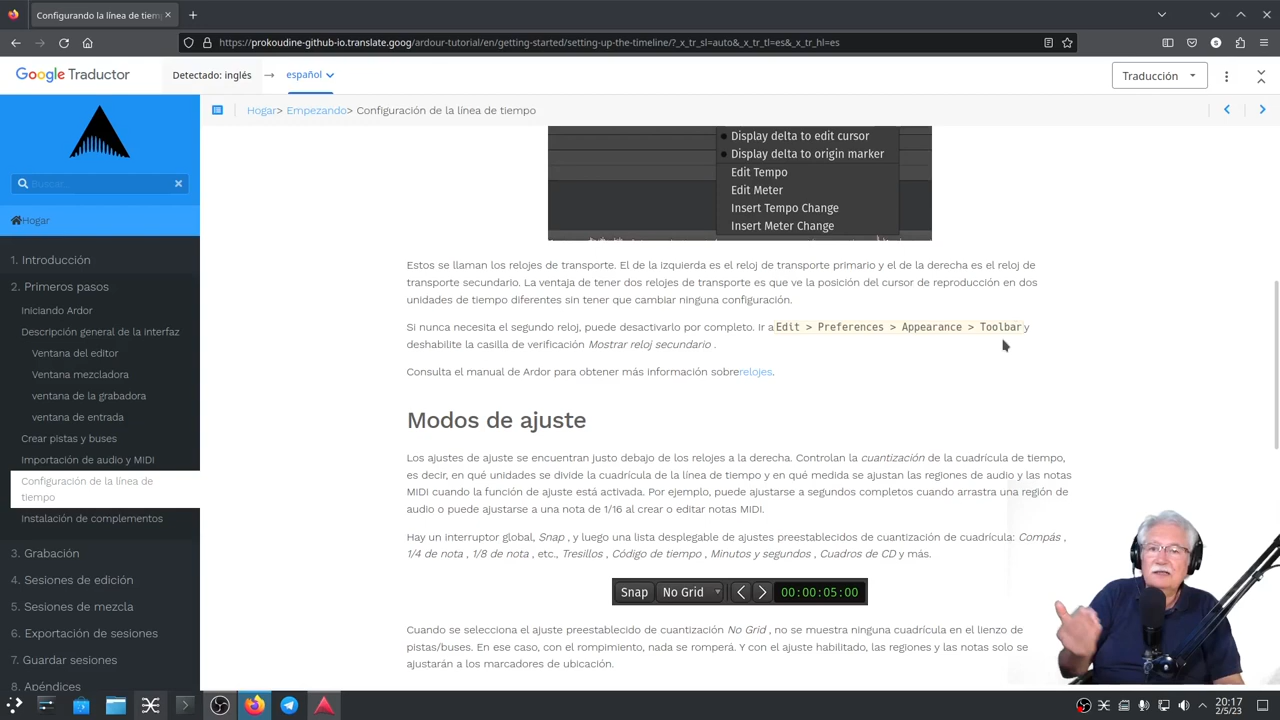 Configurando la línea de tiem
https://prokoudine-github-io.translate.goog/ardour-tutorial/en/getting-started/setting-up-the-timeline/?_x_tr_sl=auto&_x_tr_tl=es&_x_tr_hl=es
Google Traductor
Detectado: inglés → español
Traducción
Hogar> Empezando> Configuración de la línea de tiempo
Buscar...
Hogar
1. Introducción
2. Primeros pasos
Iniciando Ardor
Descripción general de la interfaz
Ventana del editor
Ventana mezcladora
ventana de la grabadora
ventana de entrada
Crear pistas y buses
Importación de audio y MIDI
Configuración de la línea de
tiempo
Instalación de complementos
3. Grabación
4. Sesiones de edición
5. Sesiones de mezcla
6. Exportación de sesiones
7. Guardar sesiones
8. Apéndices
Display delta to edit cursor
Display delta to origin marker
Edit Tempo
Edit Meter
Insert Tempo Change
Insert Meter Change
Estos se llaman los relojes de transporte. El de la izquierda es el reloj de transporte primario y el de la derecha es el reloj de
transporte secundario. La ventaja de tener dos relojes de transporte es que ve la posición del cursor de reproducción en dos
unidades de tiempo diferentes sin tener que cambiar ninguna configuración.
Si nunca necesita el segundo reloj, puede desactivarlo por completo. Ir a Edit > Preferences > Appearance > Toolbar y
deshabilite la casilla de verificación Mostrar reloj secundario .
Consulta el manual de Ardor para obtener más información sobre relojes.
Modos de ajuste
Los ajustes de ajuste se encuentran justo debajo de los relojes a la derecha. Controlan la cuantización de la cuadrícula de tiempo,
es decir, en qué unidades se divide la cuadrícula de la línea de tiempo y en qué medida se ajustan las regiones de audio y las notas
MIDI cuando la función de ajuste está activada. Por ejemplo, puede ajustarse a segundos completos cuando arrastra una región de
audio o puede ajustarse a una nota de 1/16 al crear o editar notas MIDI.
Hay un interruptor global, Snap , y luego una lista desplegable de ajustes preestablecidos de cuantización de cuadrícula: Compás ,
1/4 de nota , 1/8 de nota , etc., Tresillos , Código de tiempo , Minutos y segundos , Cuadros de CD y más.
Snap No Grid 00:00:05:00
Cuando se selecciona el ajuste preestablecido de cuantización No Grid , no se muestra ninguna cuadrícula en el lienzo de
pistas/buses. En ese caso, con el rompimiento, nada se romperá. Y con el ajuste habilitado, las regiones y las notas solo se
ajustarán a los marcadores de ubicación.
20:17
2/5/23